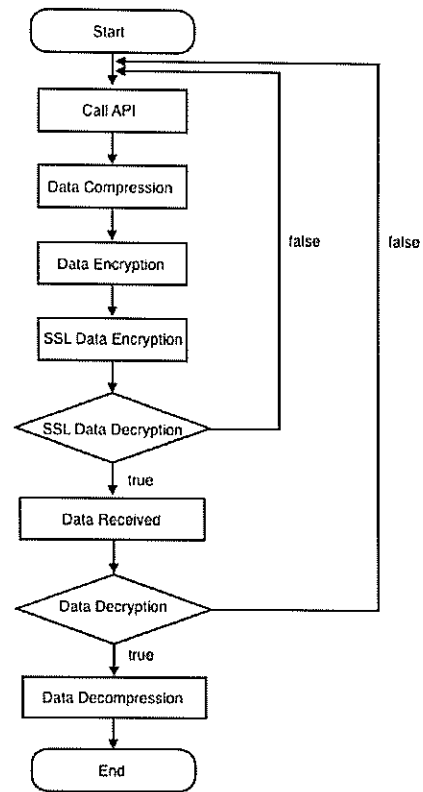 Start
Call API
Data Compression
Data Encryption
false
false
SSL Data Encryption
SSL Data Decryption
true
Data Received
Data Decryption
true
Data Decompression
End